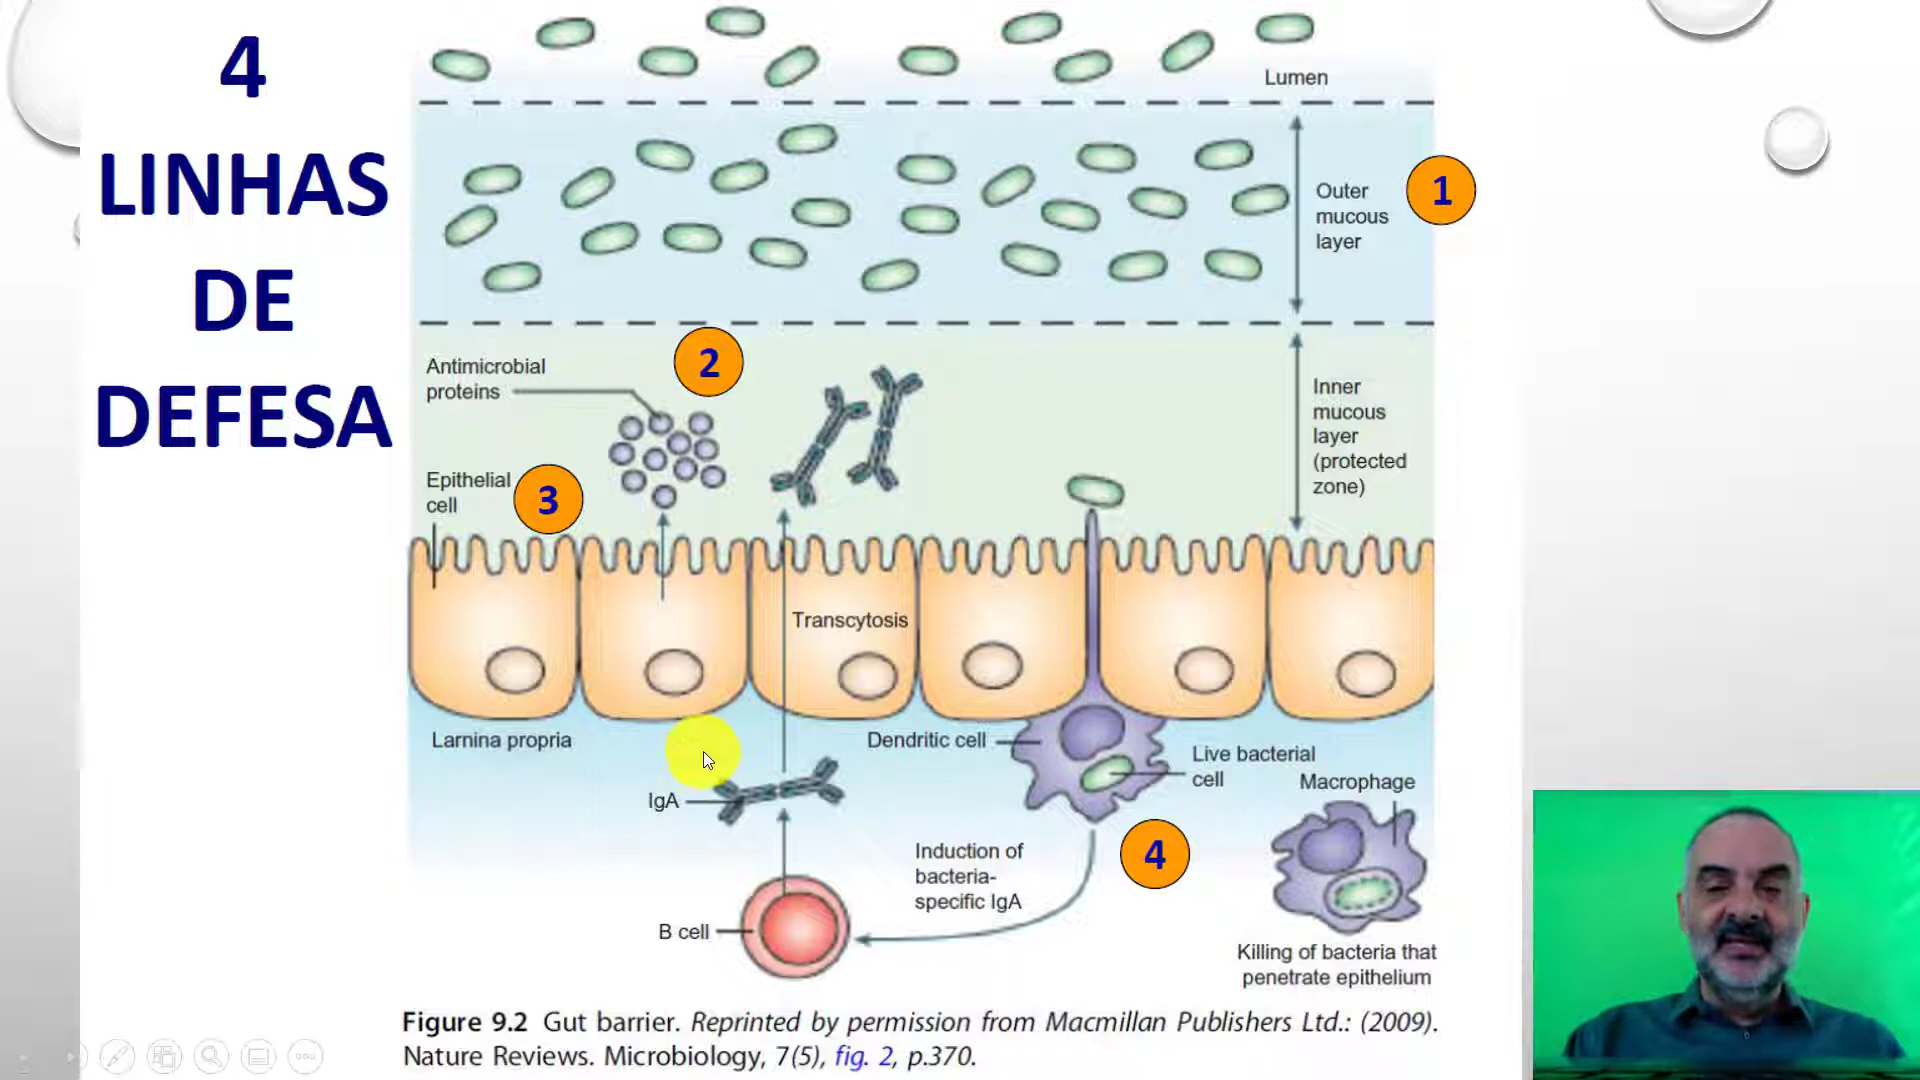 4
LINHAS
DE
DEFESA
Lumen
Outer
mucous
layer
1
2
Antimicrobial
proteins
Inner
mucous
layer
(protected
zone)
Epithelial
cell
3
Transcytosis
Larnina propria
Dendritic cell
Live bacterial
cell
Macrophage
IgA
4
Induction of
bacteria-
specific IgA
B cell
Killing of bacteria that
penetrate epithelium
Figure 9.2 Gut barrier. Reprinted by permission from Macmillan Publishers Ltd.: (2009).
Nature Reviews. Microbiology, 7(5), fig. 2, p.370.